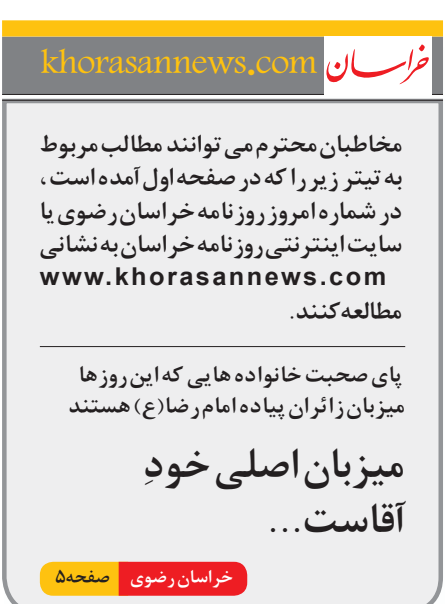 khorasannews.com خراسان
مخاطبان محترم می توانند مطالب مربوط
به تیتر زیر را که در صفحه اول آمده است ،
در شماره امروز روزنامه خراسان رضوی یا
سایت اینترنتی روزنامه خراسان به نشانی
www.khorasannews.com
مطالعه کنند.
پای صحبت خانواده هایی که این روزها
میزبان زائران پیاده امام رضا(ع) هستند
میزبان اصلی خودِ
آقاست...
خراسان رضوی صفحه۵